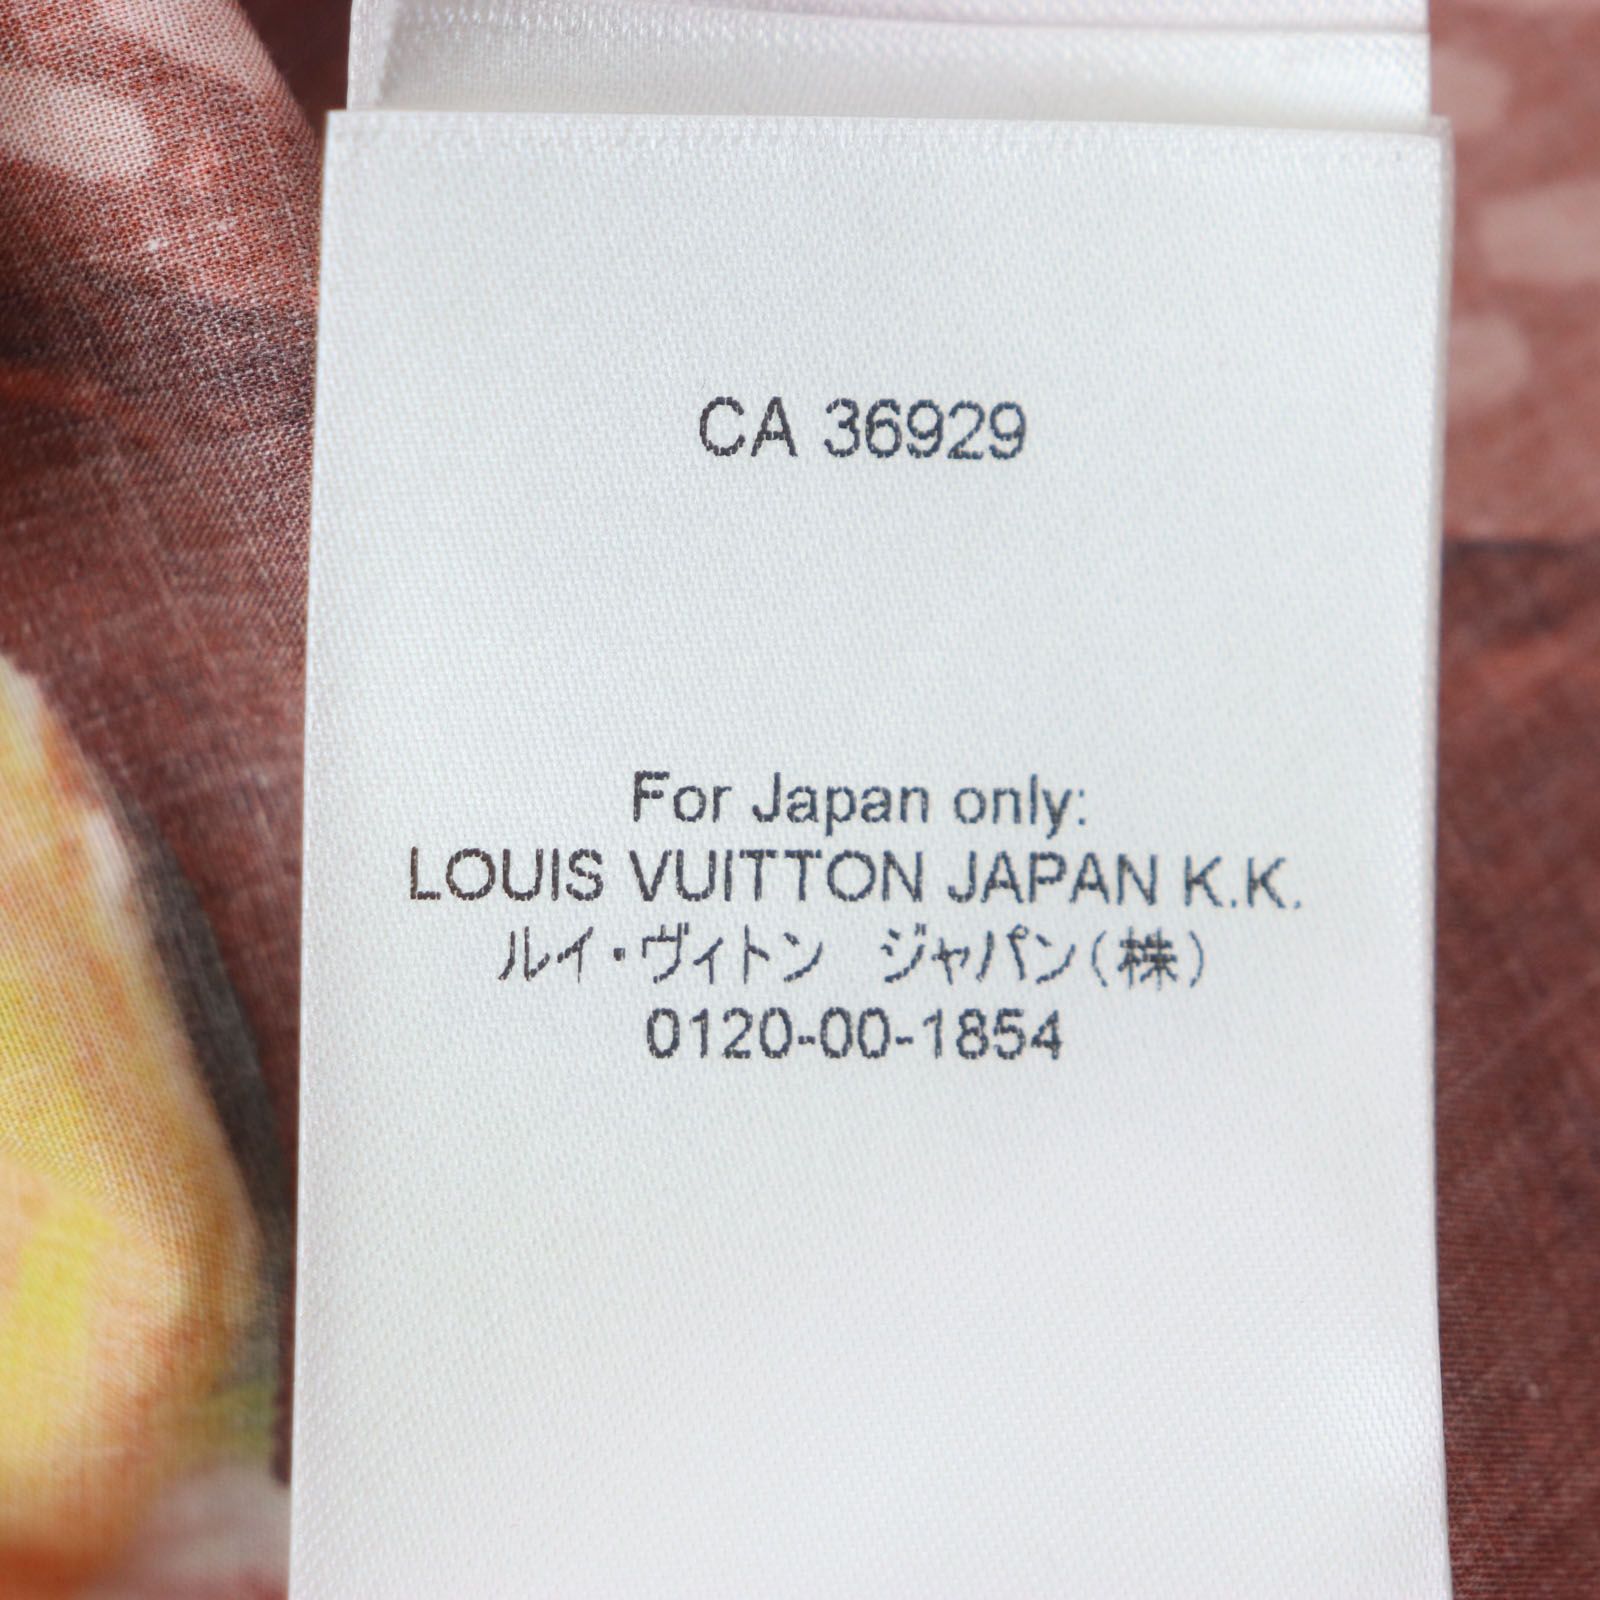 CA 36929
For Japan only:
LOUIS VUITTON JAPAN K.K.
ルイ・ヴィトン　ジャパン(株)
0120-00-1854